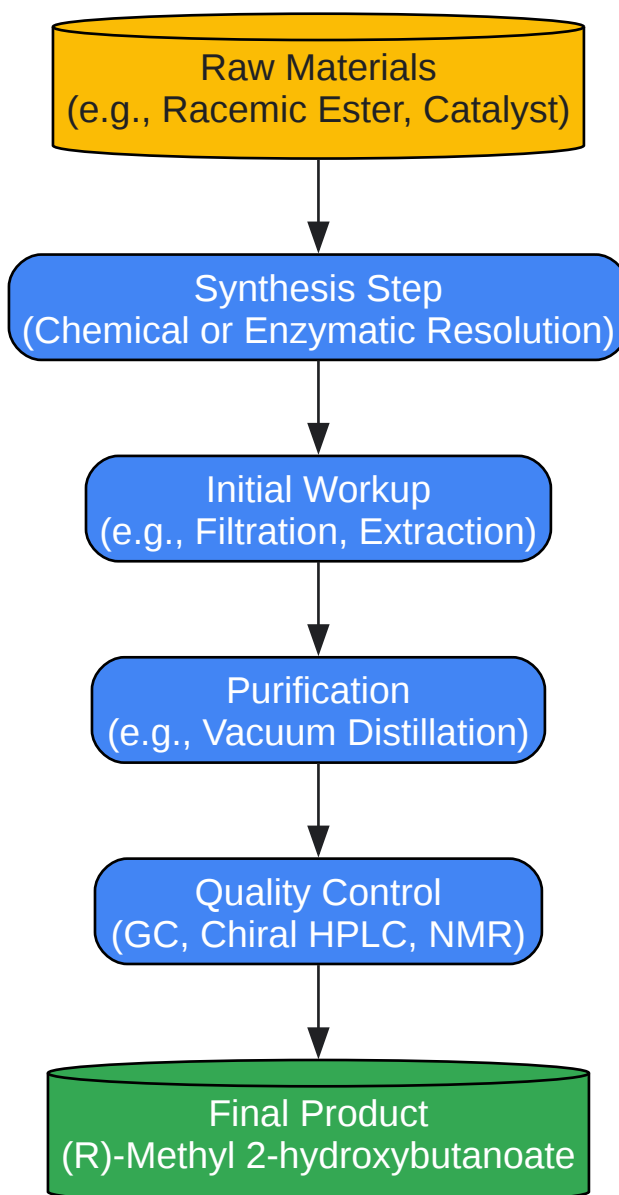 Raw Materials
(e.g., Racemic Ester, Catalyst)
Synthesis Step
(Chemical or Enzymatic Resolution)
Initial Workup
(e.g., Filtration, Extraction)
Purification
(e.g., Vacuum Distillation)
Quality Control
(GC, Chiral HPLC, NMR)
Final Product
(R)-Methyl 2-hydroxybutanoate